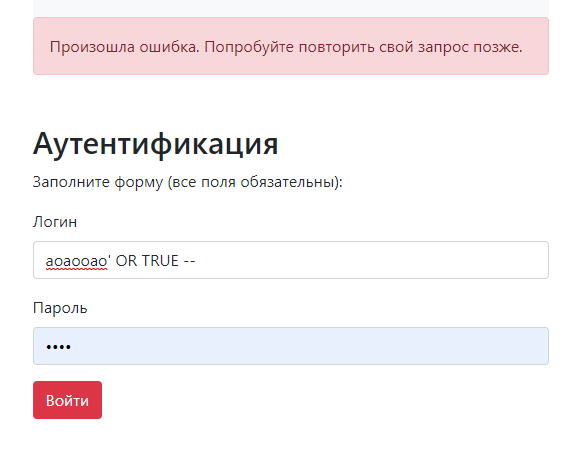 Произошла ошибка. Попробуйте повторить свой запрос позже.
Аутентификация
Заполните форму (все поля обязательны):
Логин
aoaooao' OR TRUE --
Пароль
••••
Войти